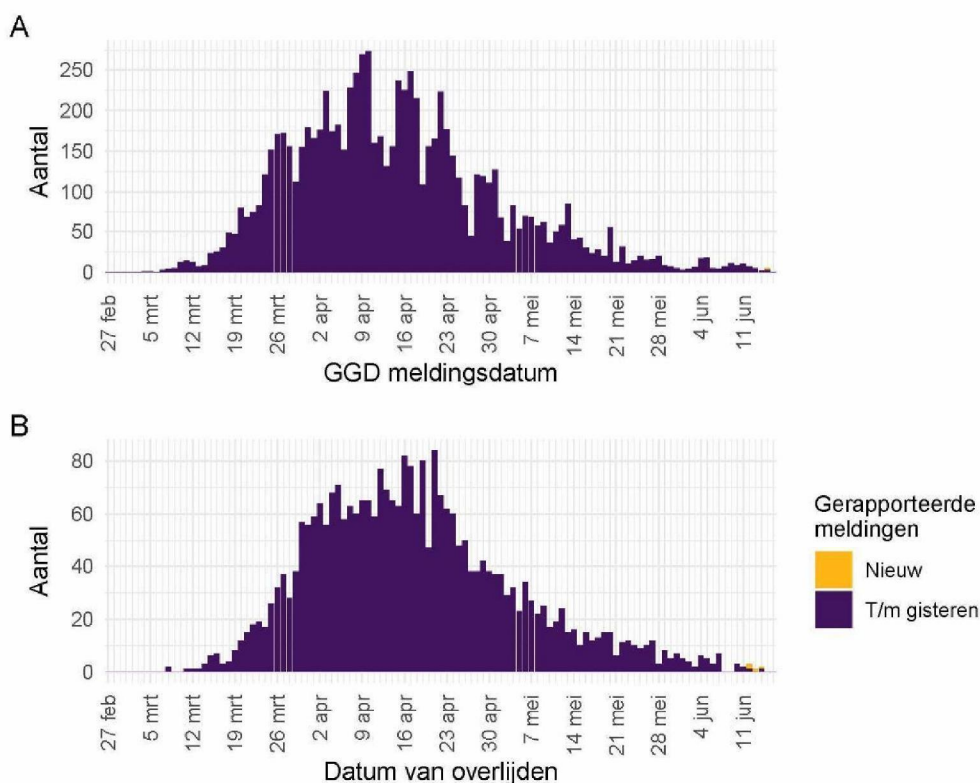 A
250
200
150
100
50
0
Aantal
27 feb
5 mrt
12 mrt
19 mrt
26 mrt
2 apr
9 apr
16 apr
23 apr
30 apr
7 mei
14 mei
21 mei
28 mei
4 jun
11 jun
GGD meldingsdatum
B
80
60
40
20
0
Aantal
27 feb
5 mrt
12 mrt
19 mrt
26 mrt
2 apr
9 apr
16 apr
23 apr
30 apr
7 mei
14 mei
21 mei
28 mei
4 jun
11 jun
Datum van overlijden
Gerapporteerde
meldingen
Nieuw
T/m gisteren